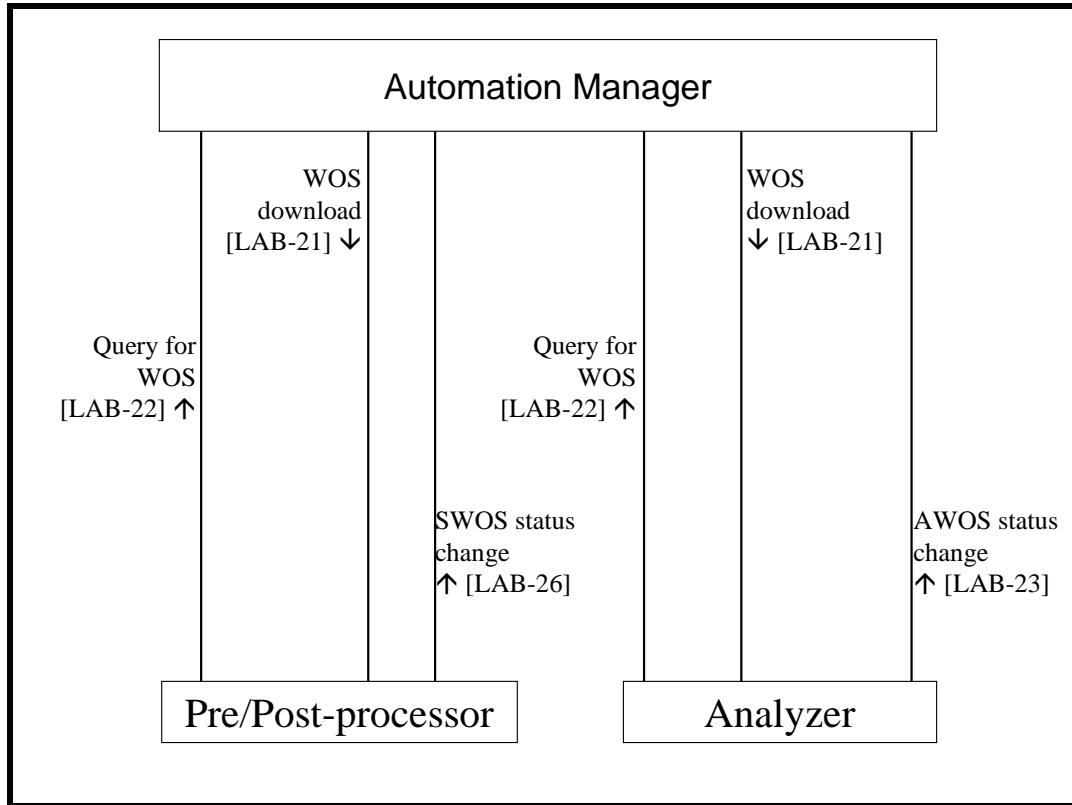 Automation Manager
WOS
download
[LAB-21] ↓
WOS
download
↓ [LAB-21]
Query for
WOS
[LAB-22] ↑
Query for
WOS
[LAB-22] ↑
SWOS status
change
↑ [LAB-26]
AWOS status
change
↑ [LAB-23]
Pre/Post-processor
Analyzer